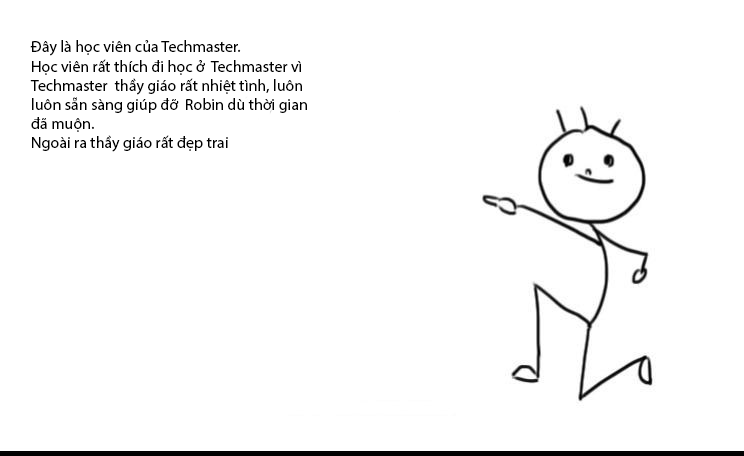 Đây là học viên của Techmaster.
Học viên rất thích đi học ở Techmaster vì
Techmaster thầy giáo rất nhiệt tình, luôn
luôn sẵn sàng giúp đỡ Robin dù thời gian
đã muộn.
Ngoài ra thầy giáo rất đẹp trai